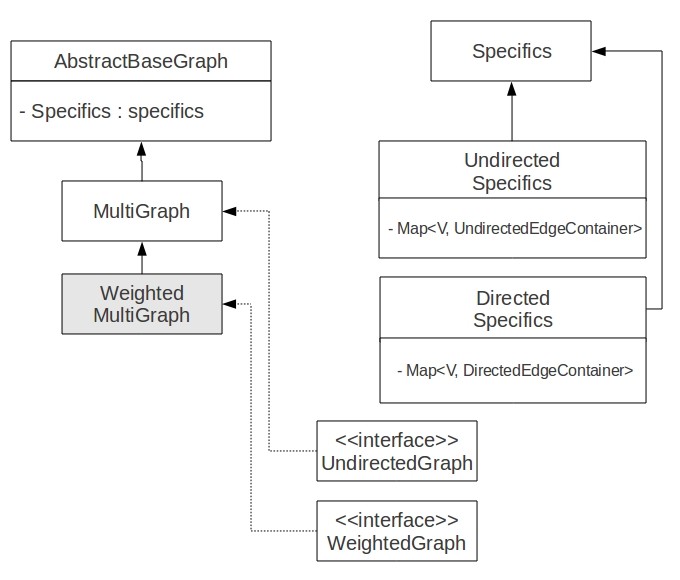 AbstractBaseGraph
- Specifics : specifics
MultiGraph
Weighted
MultiGraph
Specifics
Undirected
Specifics
- Map<V, UndirectedEdgeContainer>
Directed
Specifics
- Map<V, DirectedEdgeContainer>
<<interface>>
UndirectedGraph
<<interface>>
WeightedGraph